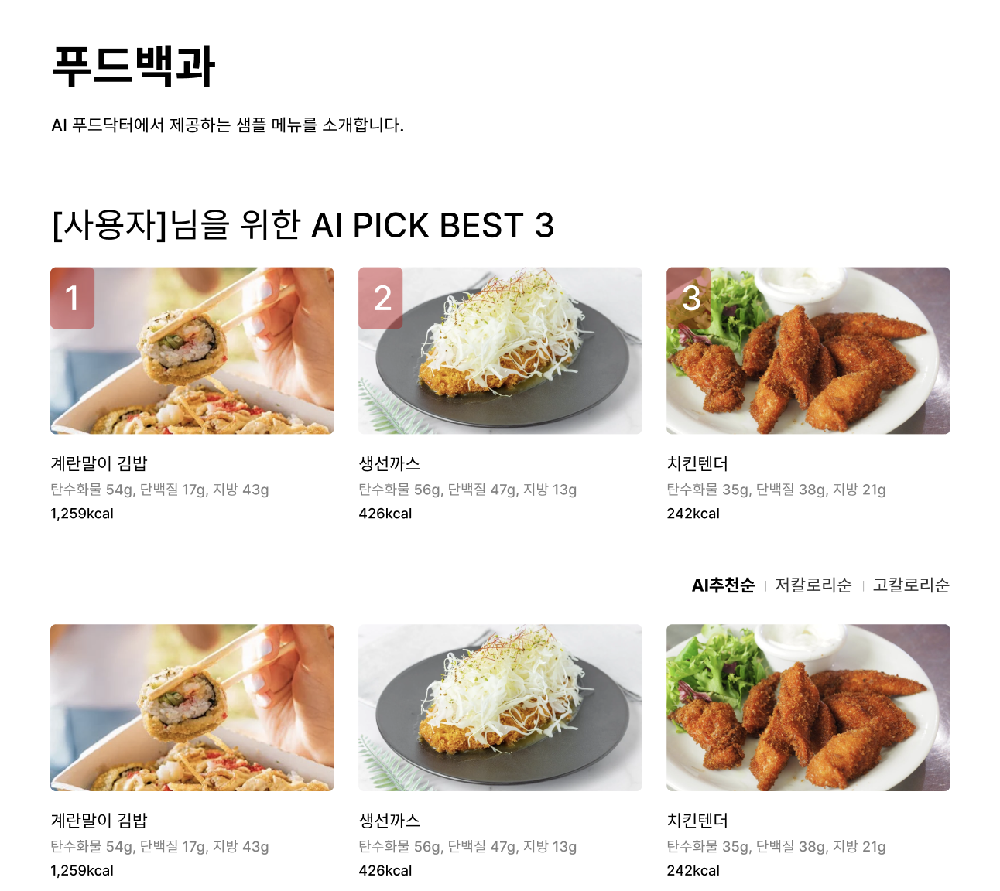 푸드백과
AI 푸드닥터에서 제공하는 샘플 메뉴를 소개합니다.
[사용자]님을 위한 AI PICK BEST 3
1
2
3
계란말이 김밥
탄수화물 54g, 단백질 17g, 지방 43g
1,259kcal
생선까스
탄수화물 56g, 단백질 47g, 지방 13g
426kcal
치킨텐더
탄수화물 35g, 단백질 38g, 지방 21g
242kcal
AI추천순 | 저칼로리순 | 고칼로리순
계란말이 김밥
탄수화물 54g, 단백질 17g, 지방 43g
1,259kcal
생선까스
탄수화물 56g, 단백질 47g, 지방 13g
426kcal
치킨텐더
탄수화물 35g, 단백질 38g, 지방 21g
242kcal